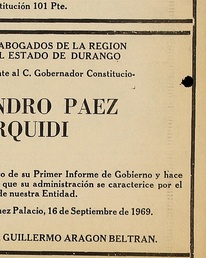 titución 101 Pte.
ABOGADOS DE LA REGION
L ESTADO DE DURANGO
nte al C. Gobernador Constitucio-
NDRO PAEZ
RQUIDI
o de su Primer Informe de Gobierno y hace
que su administración se caracterice por el
de nuestra Entidad.
ez Palacio, 16 de Septiembre de 1969.
GUILLERMO ARAGON BELTRAN.